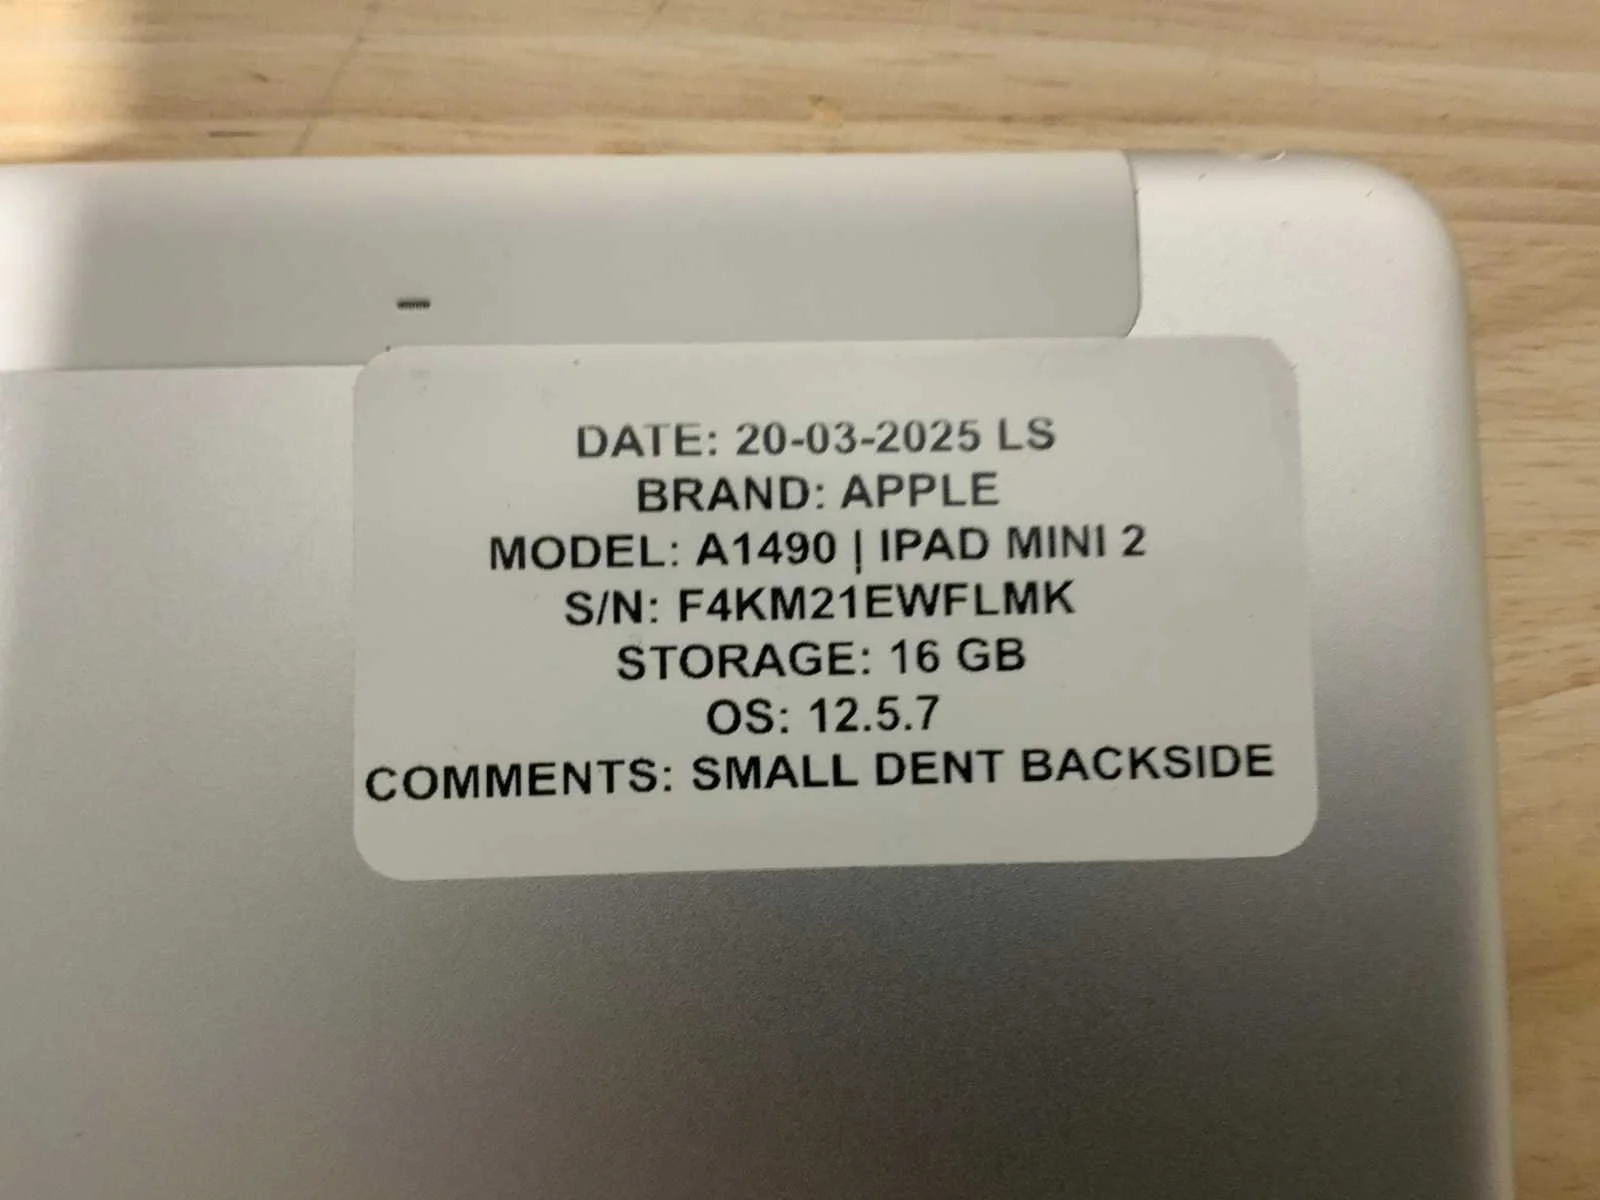 DATE: 20-03-2025 LS
BRAND: APPLE
MODEL: A1490 | IPAD MINI 2
S/N: F4KM21EWFLMK
STORAGE: 16 GB
OS: 12.5.7
COMMENTS: SMALL DENT BACKSIDE